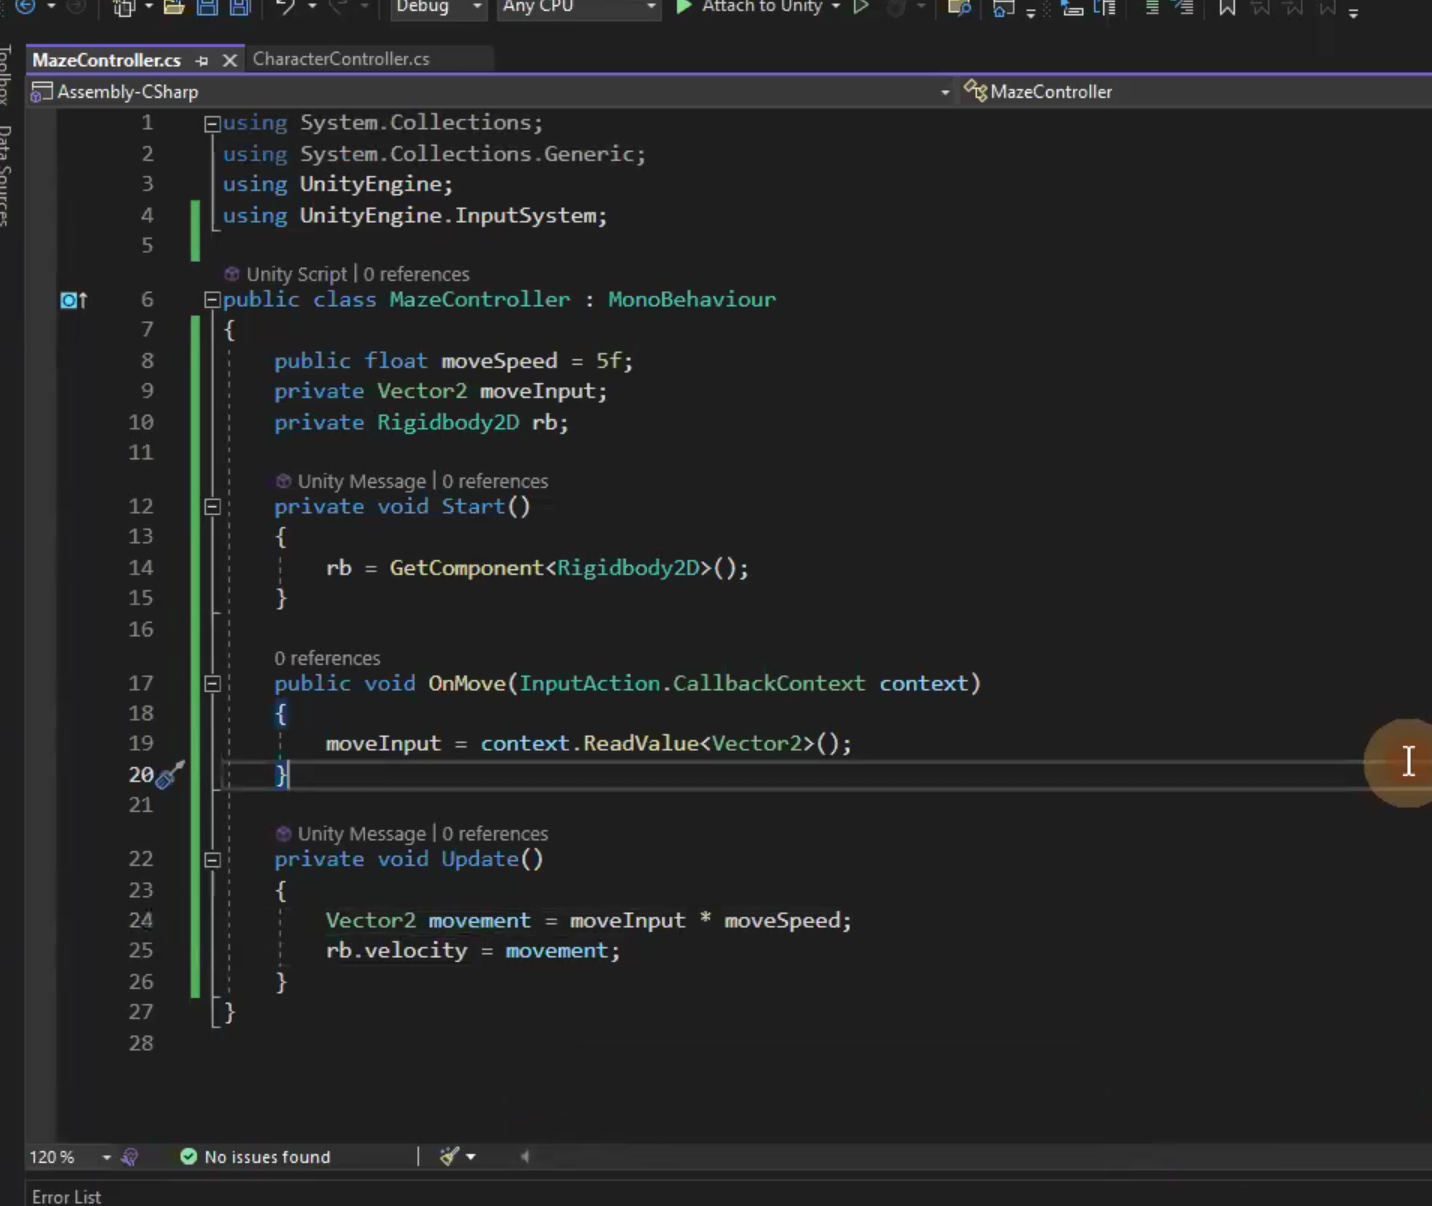 Debug Any CPU Attach to Unity
MazeController.cs CharacterController.cs
Toolbox
Data Sources
Assembly-CSharp MazeController
1 using System.Collections;
2 using System.Collections.Generic;
3 using UnityEngine;
4 using UnityEngine.InputSystem;
5
Unity Script | 0 references
6 public class MazeController : MonoBehaviour
7 {
8 public float moveSpeed = 5f;
9 private Vector2 moveInput;
10 private Rigidbody2D rb;
11
Unity Message | 0 references
12 private void Start()
13 {
14 rb = GetComponent<Rigidbody2D>();
15 }
16
0 references
17 public void OnMove(InputAction.CallbackContext context)
18 {
19 moveInput = context.ReadValue<Vector2>();
20 }
21
Unity Message | 0 references
22 private void Update()
23 {
24 Vector2 movement = moveInput * moveSpeed;
25 rb.velocity = movement;
26 }
27 }
28
120 % No issues found
Error List